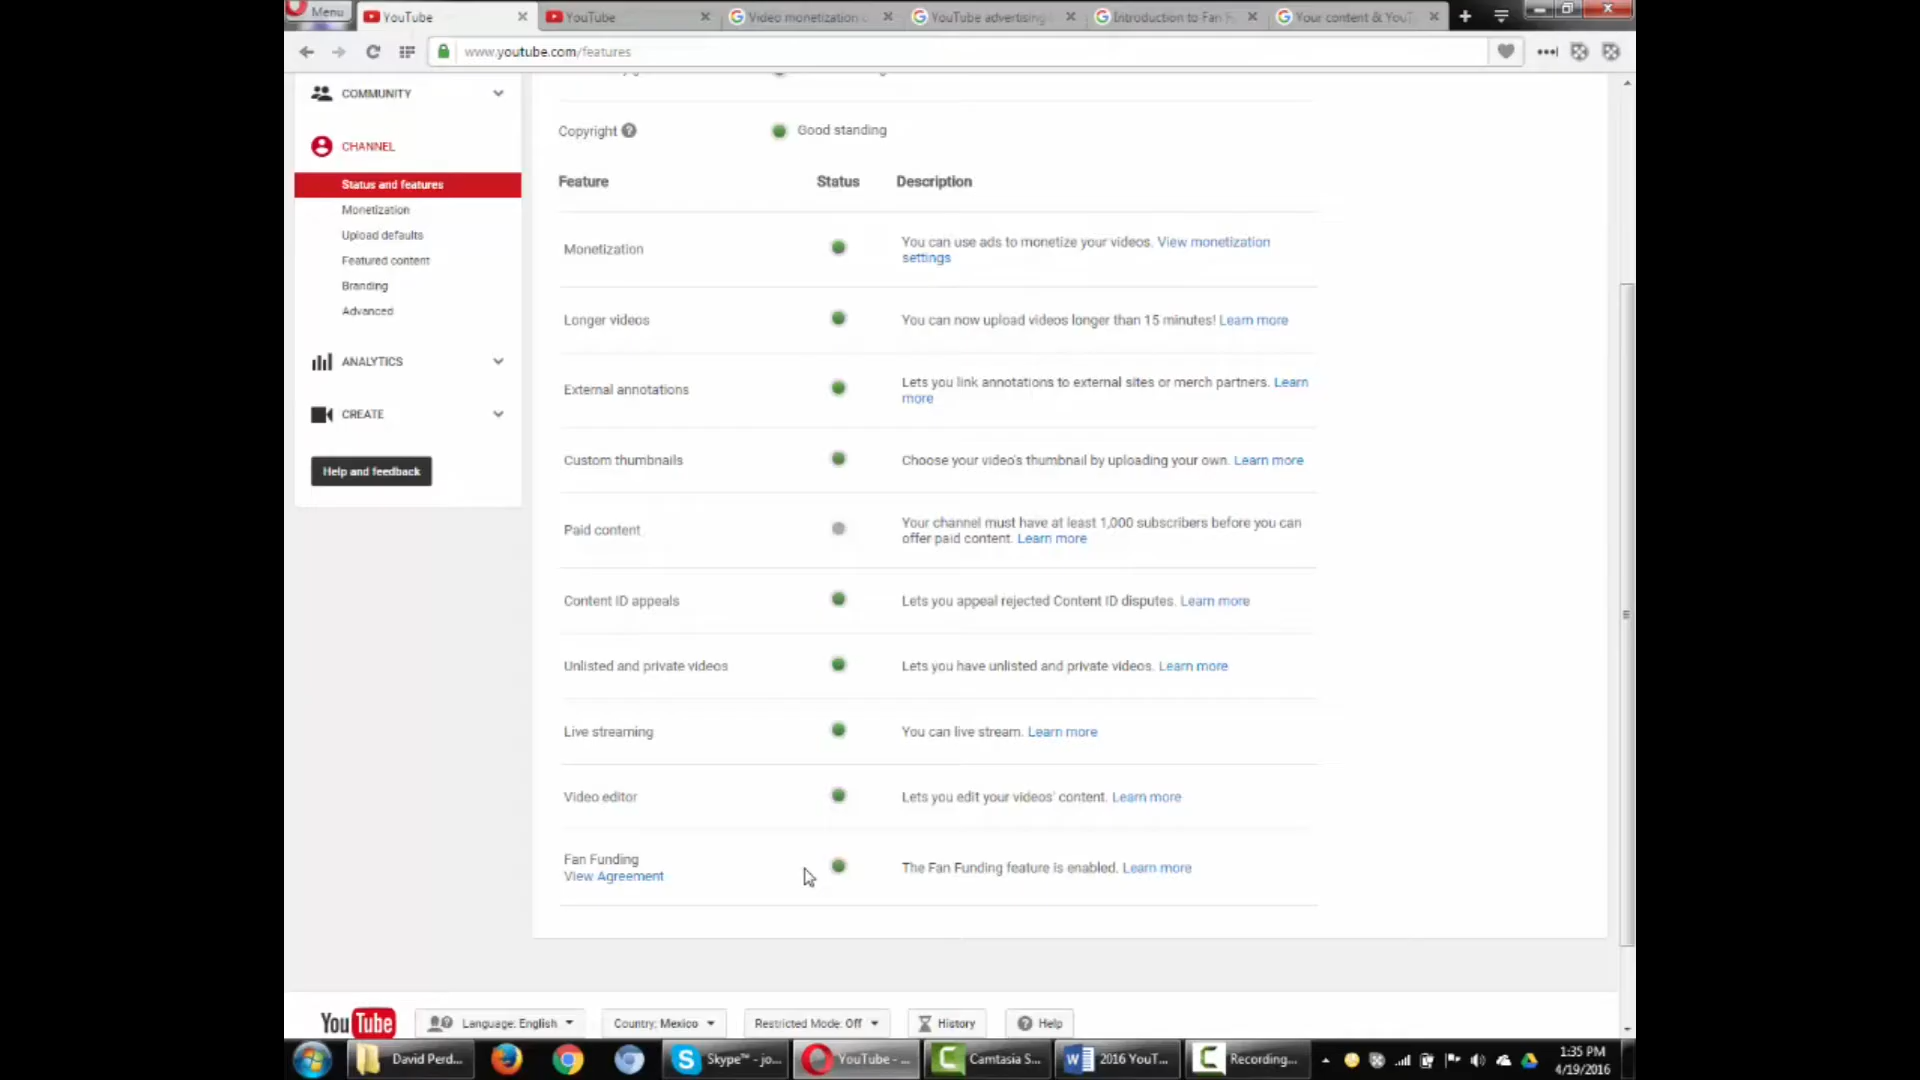 Menu
YouTube
YouTube
Video monetization
YouTube advertising
Introduction to Fan F
Your content & YouT
www.youtube.com/features
COMMUNITY
CHANNEL
Status and features
Monetization
Upload defaults
Featured content
Branding
Advanced
ANALYTICS
CREATE
Help and feedback
Copyright
Good standing
Feature Status Description
Monetization
You can use ads to monetize your videos. View monetization
settings
Longer videos
You can now upload videos longer than 15 minutes! Learn more
External annotations
Lets you link annotations to external sites or merch partners. Learn
more
Custom thumbnails
Choose your video's thumbnail by uploading your own. Learn more
Paid content
Your channel must have at least 1,000 subscribers before you can
offer paid content. Learn more
Content ID appeals
Lets you appeal rejected Content ID disputes. Learn more
Unlisted and private videos
Lets you have unlisted and private videos. Learn more
Live streaming
You can live stream. Learn more
Video editor
Lets you edit your videos' content. Learn more
Fan Funding
View Agreement
The Fan Funding feature is enabled. Learn more
YouTube
Language: English
Country: Mexico
Restricted Mode: Off
History
Help
David Perd...
Skype™ - jo...
YouTube - ...
Camtasia S...
2016 YouT...
Recording...
1:35 PM
4/19/2016